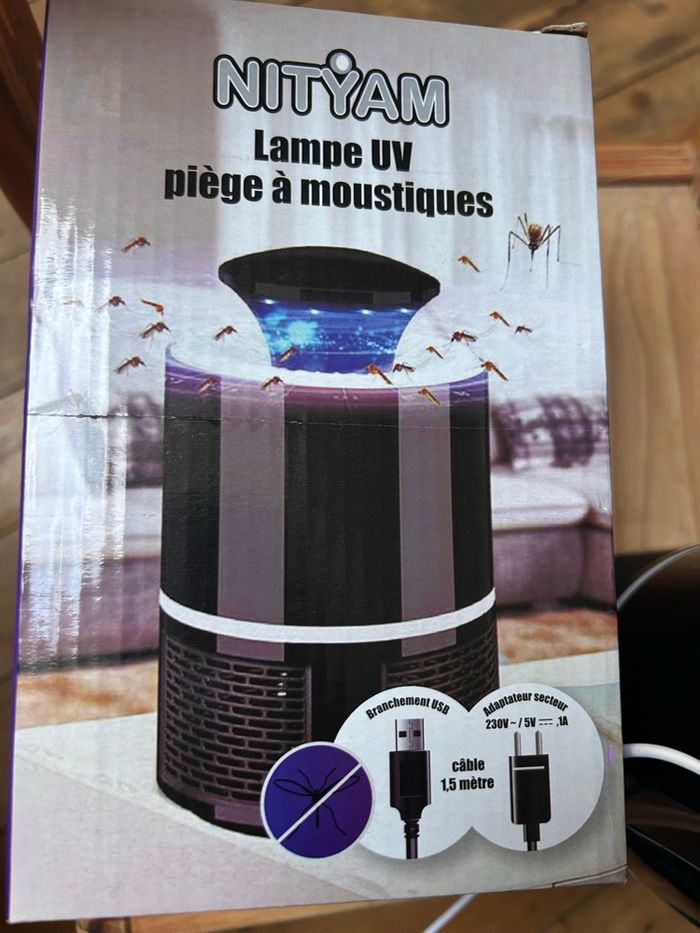 NITYAM
Lampe UV
piège à moustiques
Branchement USB
câble
1,5 mètre
Adaptateur secteur
230V ~ / 5V ⎓ ,1A